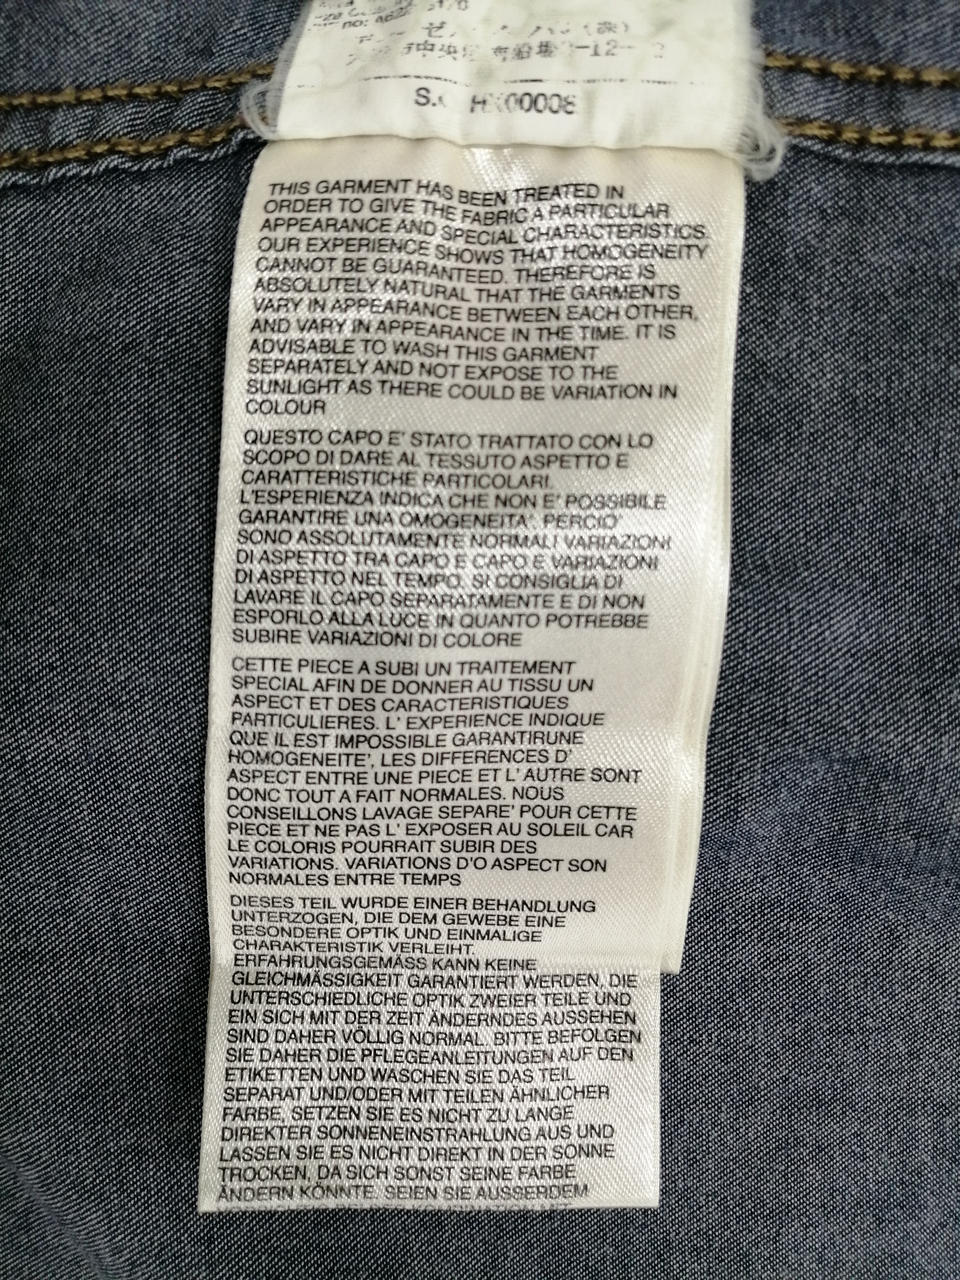 中央区南船場
THIS GARMENT HAS BEEN TREATED IN
ORDER TO GIVE THE FABRIC A PARTICULAR
APPEARANCE AND SPECIAL CHARACTERISTICS.
OUR EXPERIENCE SHOWS THAT HOMOGENEITY
CANNOT BE GUARANTEED. THEREFORE IS
ABSOLUTELY NATURAL THAT THE GARMENTS
VARY IN APPEARANCE BETWEEN EACH OTHER,
AND VARY IN APPEARANCE IN THE TIME. IT IS
ADVISABLE TO WASH THIS GARMENT
SEPARATELY AND NOT EXPOSE TO THE
SUNLIGHT AS THERE COULD BE VARIATION IN
COLOUR
QUESTO CAPO E' STATO TRATTATO CON LO
SCOPO DI DARE AL TESSUTO ASPETTO E
CARATTERISTICHE PARTICOLARI.
L'ESPERIENZA INDICA CHE NON E' POSSIBILE
GARANTIRE UNA OMOGENEITA'. PERCIO'
SONO ASSOLUTAMENTE NORMALI VARIAZIONI
DI ASPETTO TRA CAPO E CAPO E VARIAZIONI
DI ASPETTO NEL TEMPO. SI CONSIGLIA DI
LAVARE IL CAPO SEPARATAMENTE E DI NON
ESPORLO ALLA LUCE IN QUANTO POTREBBE
SUBIRE VARIAZIONI DI COLORE
CETTE PIECE A SUBI UN TRAITEMENT
SPECIAL AFIN DE DONNER AU TISSU UN
ASPECT ET DES CARACTERISTIQUES
PARTICULIERES. L' EXPERIENCE INDIQUE
QUE IL EST IMPOSSIBLE GARANTIRUNE
HOMOGENEITE', LES DIFFERENCES D'
ASPECT ENTRE UNE PIECE ET L' AUTRE SONT
DONC TOUT A FAIT NORMALES. NOUS
CONSEILLONS LAVAGE SEPARE' POUR CETTE
PIECE ET NE PAS L' EXPOSER AU SOLEIL CAR
LE COLORIS POURRAIT SUBIR DES
VARIATIONS. VARIATIONS D'O ASPECT SON
NORMALES ENTRE TEMPS
DIESES TEIL WURDE EINER BEHANDLUNG
UNTERZOGEN, DIE DEM GEWEBE EINE
BESONDERE OPTIK UND EINMALIGE
CHARAKTERISTIK VERLEIHT.
ERFAHRUNGSGEMÄSS KANN KEINE
GLEICHMÄSSIGKEIT GARANTIERT WERDEN, DIE
UNTERSCHIEDLICHE OPTIK ZWEIER TEILE UND
EIN SICH MIT DER ZEIT ÄNDERNDES AUSSEHEN
SIND DAHER VÖLLIG NORMAL. BITTE BEFOLGEN
SIE DAHER DIE PFLEGEANLEITUNGEN AUF DEN
ETIKETTEN UND WASCHEN SIE DAS TEIL
SEPARAT UND/ODER MIT TEILEN ÄHNLICHER
FARBE, SETZEN SIE ES NICHT ZU LANGE
DIREKTER SONNENEINSTRAHLUNG AUS UND
LASSEN SIE ES NICHT DIREKT IN DER SONNE
TROCKEN, DA SICH SONST SEINE FARBE
ÄNDERN KÖNNTE. SEIEN SIE AUSSERDEM